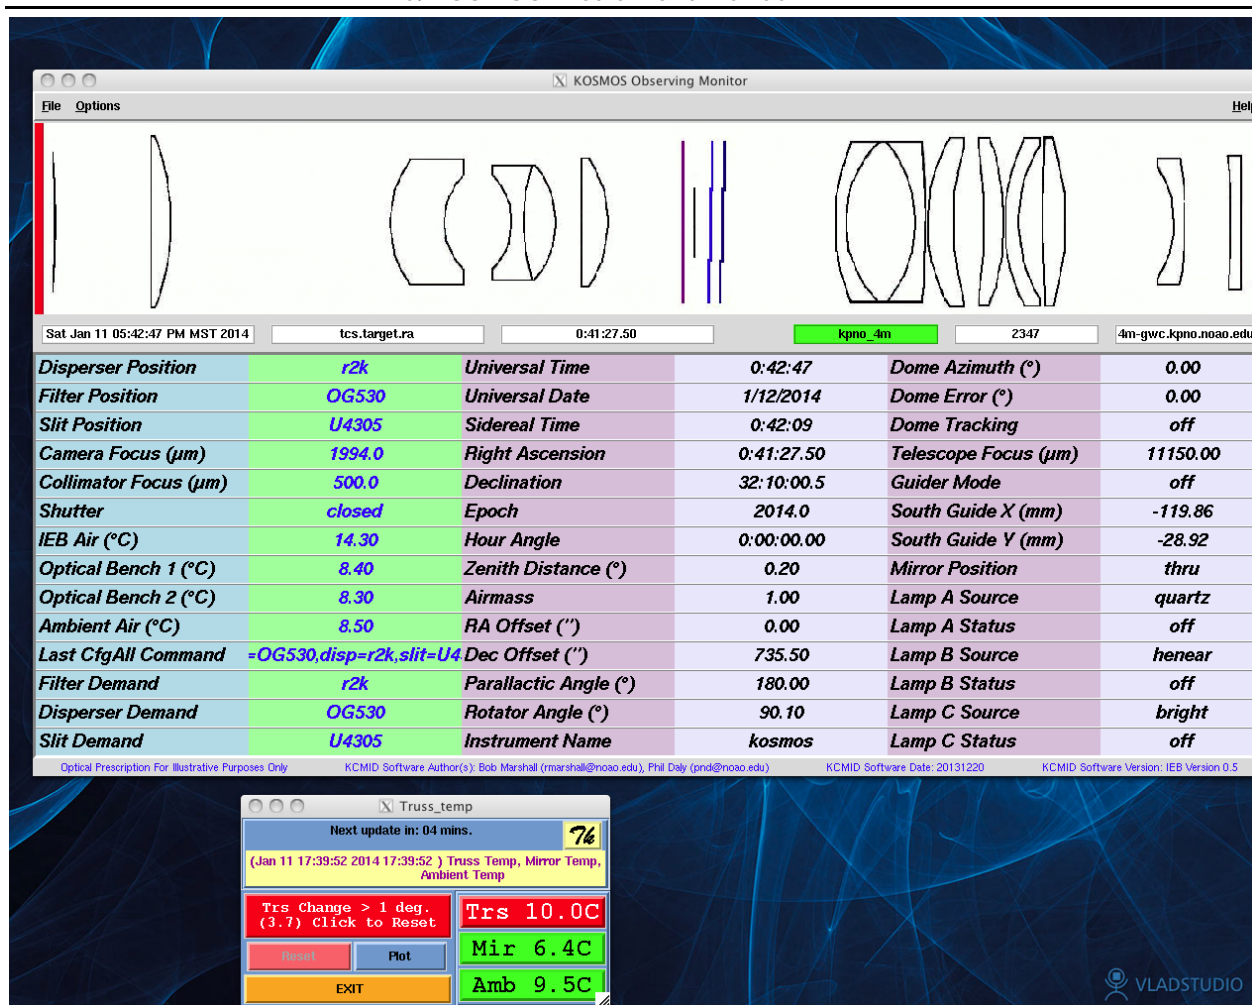 KOSMOS Observing Monitor
File Options Help
Sat Jan 11 05:42:47 PM MST 2014 tcs.target.ra 0:41:27.50 kpno_4m 2347 4m-gwc.kpno.noao.edu
Disperser Position r2k Universal Time 0:42:47 Dome Azimuth (°) 0.00
Filter Position OG530 Universal Date 1/12/2014 Dome Error (°) 0.00
Slit Position U4305 Sidereal Time 0:42:09 Dome Tracking off
Camera Focus (µm) 1994.0 Right Ascension 0:41:27.50 Telescope Focus (µm) 11150.00
Collimator Focus (µm) 500.0 Declination 32:10:00.5 Guider Mode off
Shutter closed Epoch 2014.0 South Guide X (mm) -119.86
IEB Air (°C) 14.30 Hour Angle 0:00:00.00 South Guide Y (mm) -28.92
Optical Bench 1 (°C) 8.40 Zenith Distance (°) 0.20 Mirror Position thru
Optical Bench 2 (°C) 8.30 Airmass 1.00 Lamp A Source quartz
Ambient Air (°C) 8.50 RA Offset (") 0.00 Lamp A Status off
Last CfgAll Command =OG530,disp=r2k,slit=U4 Dec Offset (") 735.50 Lamp B Source henear
Filter Demand r2k Parallactic Angle (°) 180.00 Lamp B Status off
Disperser Demand OG530 Rotator Angle (°) 90.10 Lamp C Source bright
Slit Demand U4305 Instrument Name kosmos Lamp C Status off
Optical Prescription For Illustrative Purposes Only KCMID Software Author(s): Bob Marshall (rmarshall@noao.edu), Phil Daly (pnd@noao.edu) KCMID Software Date: 20131220 KCMID Software Version: IEB Version 0.5
Truss_temp
Next update in: 04 mins. 76
(Jan 11 17:39:52 2014 17:39:52 ) Truss Temp, Mirror Temp,
Ambient Temp
Trs Change > 1 deg.
(3.7) Click to Reset
Trs 10.0C
Reset Plot Mir 6.4C
EXIT Amb 9.5C
VLADSTUDIO